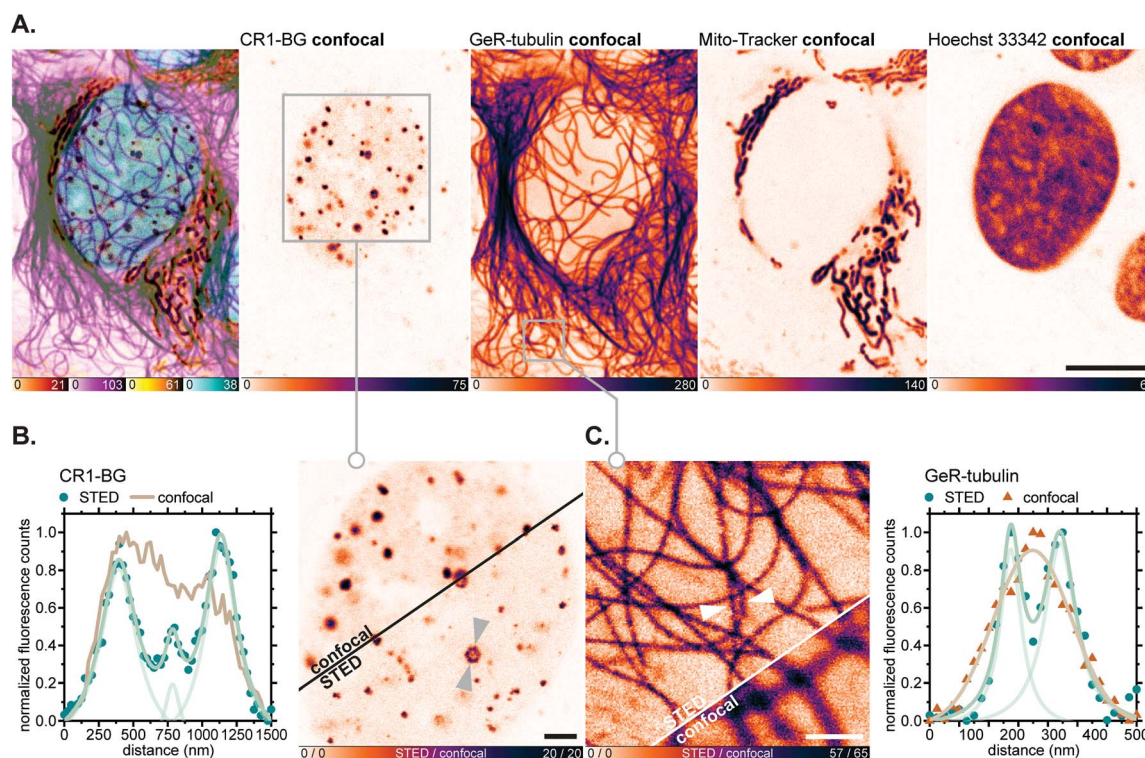 A.
CR1-BG confocal
GeR-tubulin confocal
Mito-Tracker confocal
Hoechst 33342 confocal
0 21 0 103 0 61 0 38
0 75
0 280
0 140
0 6
B.
CR1-BG
STED confocal
normalized fluorescence counts
1.0
0.8
0.6
0.4
0.2
0.0
0 250 500 750 1000 1250 1500
distance (nm)
confocal
STED
0 / 0 STED / confocal 20 / 20
C.
STED
confocal
0 / 0 STED / confocal 57 / 65
GeR-tubulin
STED confocal
normalized fluorescence counts
1.0
0.8
0.6
0.4
0.2
0.0
0 100 200 300 400 500
distance (nm)